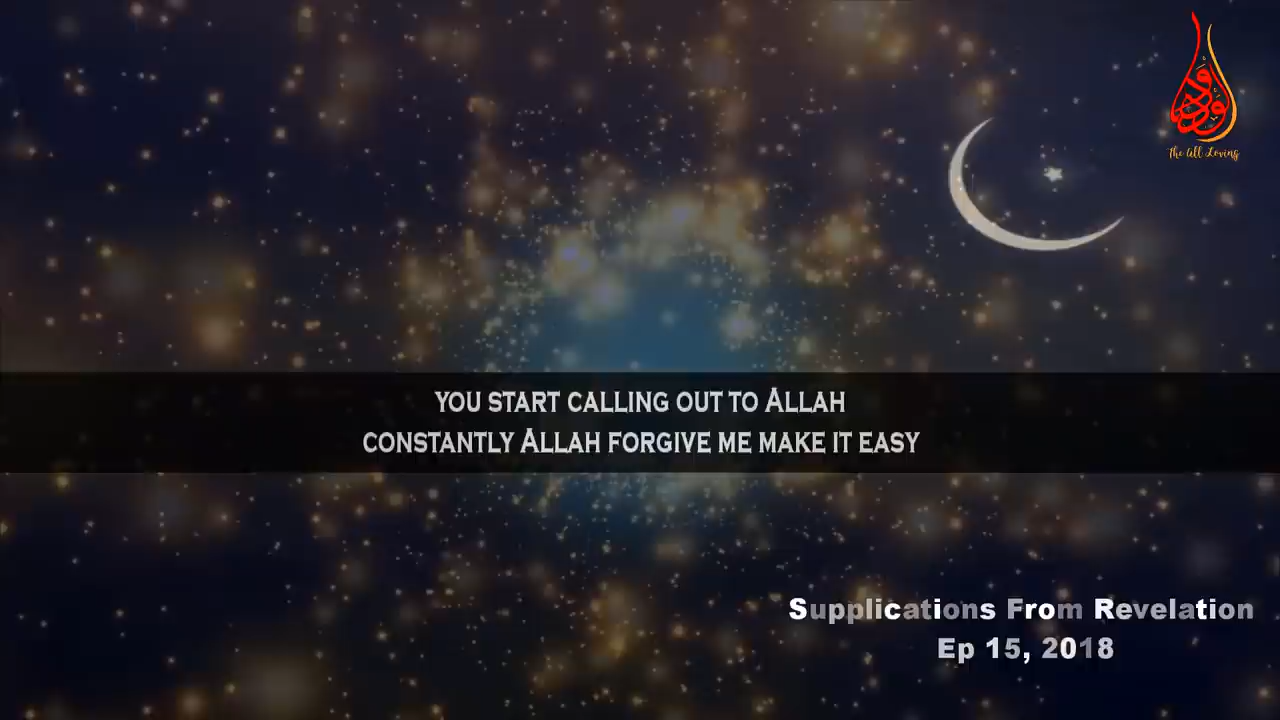 ودود
The All Loving
YOU START CALLING OUT TO ALLAH
CONSTANTLY ALLAH FORGIVE ME MAKE IT EASY
Supplications From Revelation
Ep 15, 2018